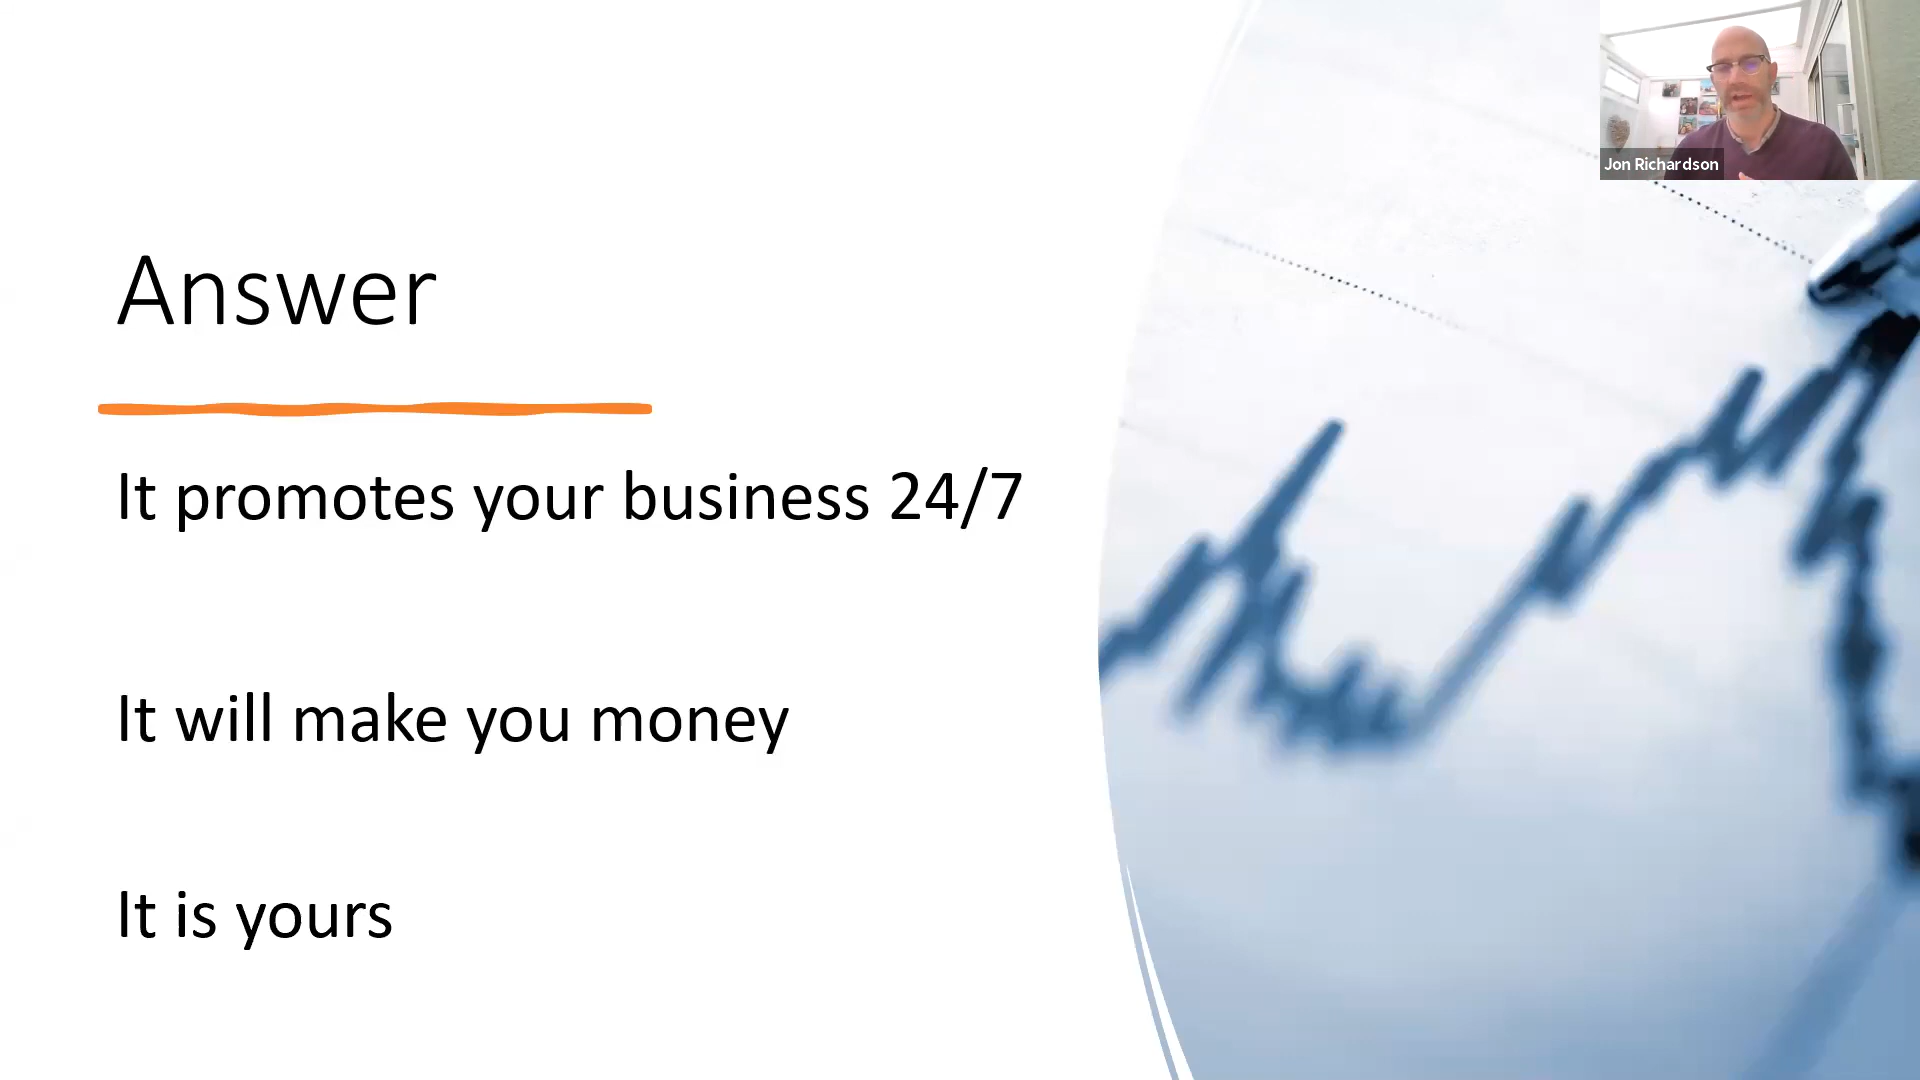 Jon Richardson
Answer
It promotes your business 24/7
It will make you money
It is yours